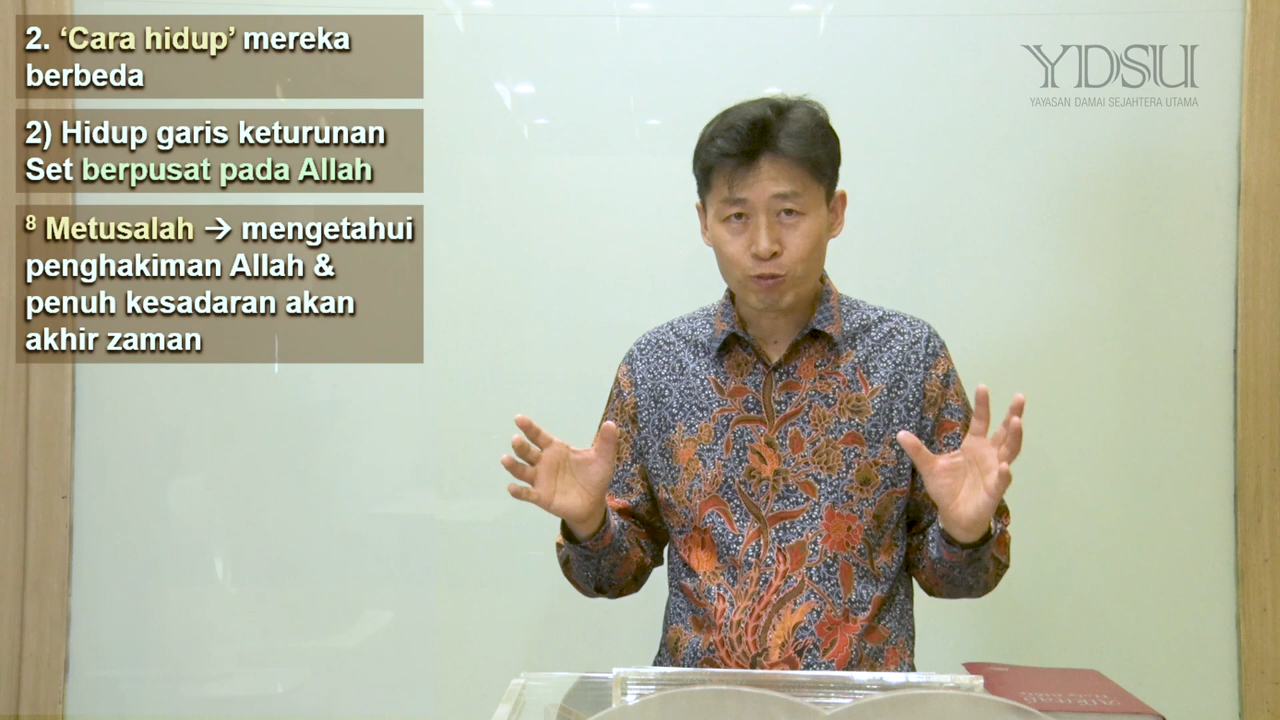 2. ‘Cara hidup’ mereka
berbeda
2) Hidup garis keturunan
Set berpusat pada Allah
⁸ Metusalah → mengetahui
penghakiman Allah &
penuh kesadaran akan
akhir zaman
YDSU
YAYASAN DAMAI SEJAHTERA UTAMA